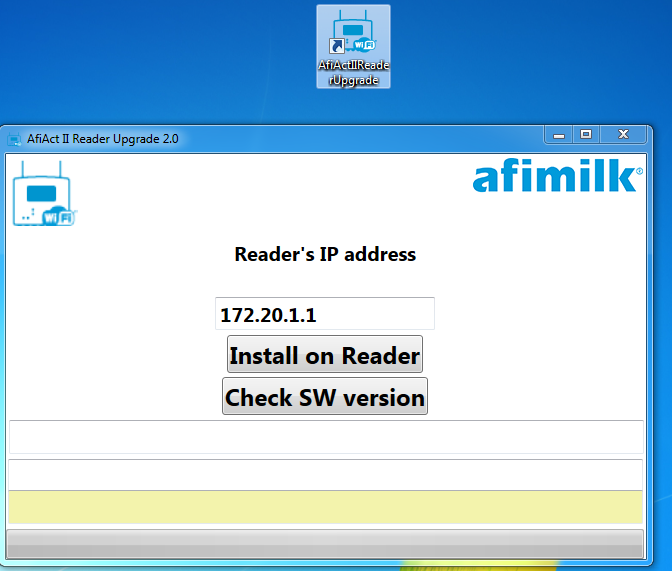 WiFi
AfiActIIReade
rUpgrade
AfiAct II Reader Upgrade 2.0
WiFi
afimilk®
Reader's IP address
172.20.1.1
Install on Reader
Check SW version